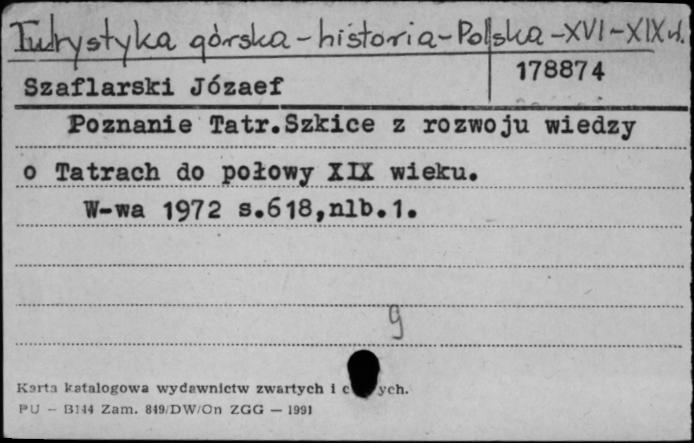 Turystyka górska - historia - Polska - XVI - XIX w.
Szaflarski Józaef
178874
Poznanie Tatr.Szkice z rozwoju wiedzy
o Tatrach do połowy XIX wieku.
W-wa 1972 s.618,nlb.1.
9
Karta katalogowa wydawnictw zwartych i
PU - B144 Zam. 849/DW/On ZGG - 1991